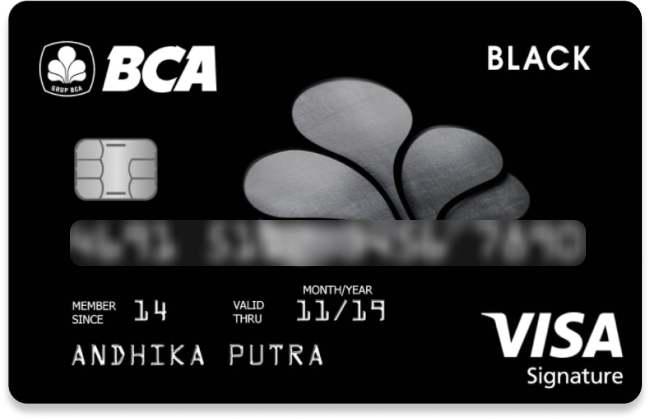 GRUP BCA
BCA
BLACK
MONTH/YEAR
MEMBER SINCE 14 VALID THRU 11/19
ANDHIKA PUTRA
VISA
Signature